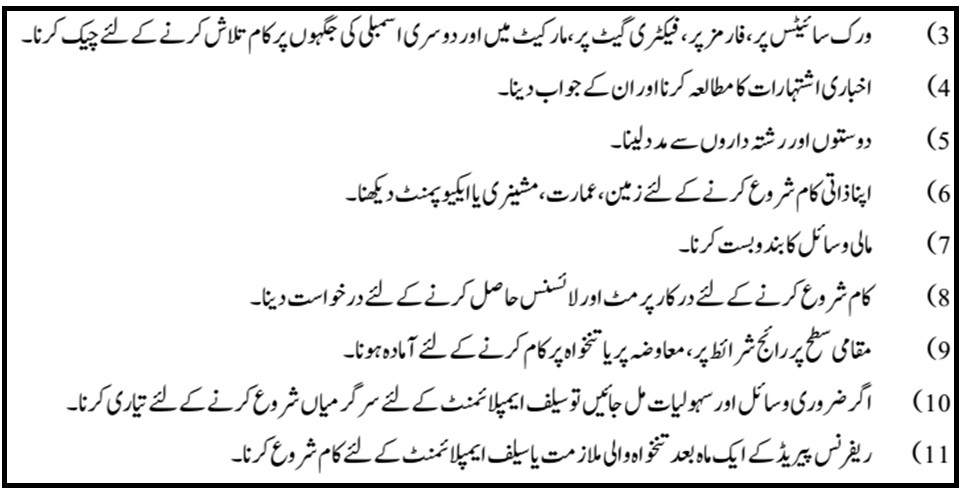 (3 ورک سائیٹس پر، فارمز پر، فیکٹری گیٹ پر، مارکیٹ میں اور دوسری اسمبلی کی جگہوں پر کام تلاش کرنے کے لئے چیک کرنا۔
(4 اخباری اشتہارات کا مطالعہ کرنا اور ان کے جواب دینا۔
(5 دوستوں اور رشتہ داروں سے مدد لینا۔
(6 اپنا ذاتی کام شروع کرنے کے لئے زمین، عمارت، مشینری یا ایکیوپمنٹ دیکھنا۔
(7 مالی وسائل کا بندوبست کرنا۔
(8 کام شروع کرنے کے لئے درکار پرمٹ اور لائسنس حاصل کرنے کے لئے درخواست دینا۔
(9 مقامی سطح پر رائج شرائط پر، معاوضہ پر یا تنخواہ پر کام کرنے کے لئے آمادہ ہونا۔
(10 اگر ضروری وسائل اور سہولیات مل جائیں تو سیلف ایمپلائمنٹ کے لئے سرگرمیاں شروع کرنے کے لئے تیاری کرنا۔
(11 ریفرنس پیریڈ کے ایک ماہ بعد تنخواہ والی ملازمت یا سیلف ایمپلائمنٹ کے لئے کام شروع کرنا۔